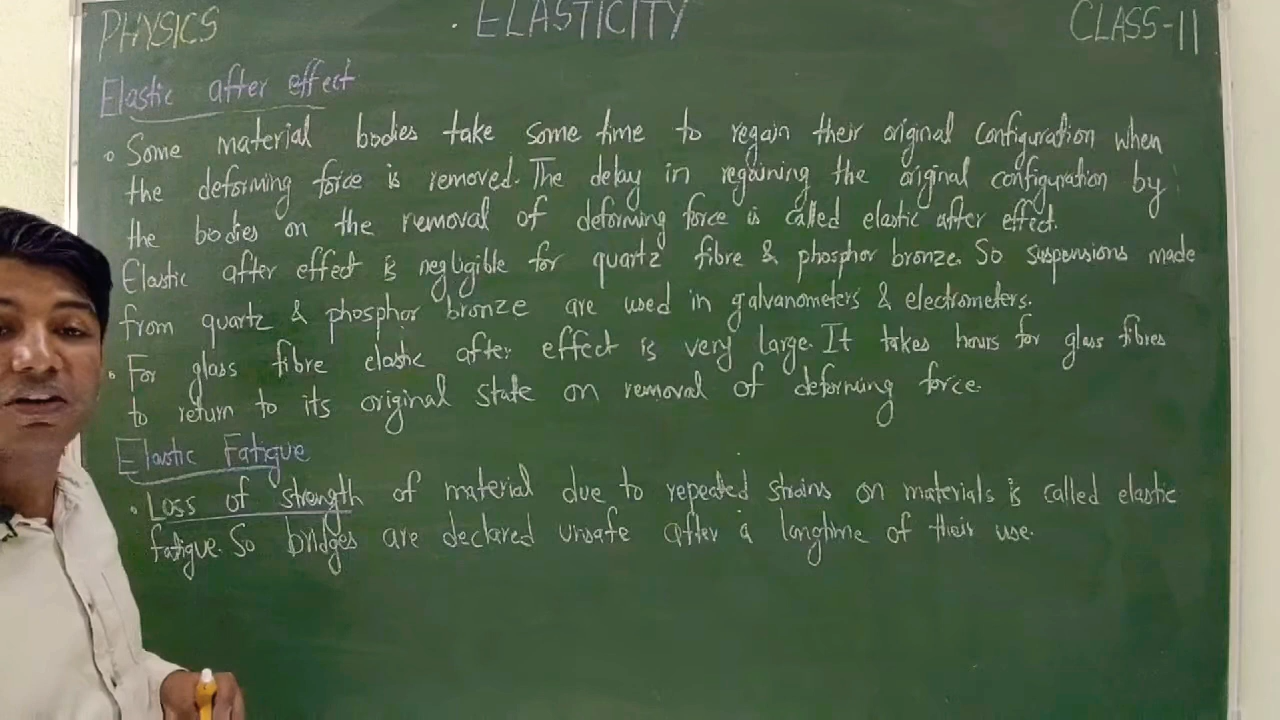 PHYSICS
ELASTICITY
CLASS-11
Elastic after effect
Some material bodies take some time to regain their original configuration when
the deforming force is removed. The delay in regaining the original configuration by
the bodies on the removal of deforming force is called elastic after effect.
Elastic after effect is negligible for quartz fibre & phosphor bronze. So suspensions made
from quartz & phosphor bronze are used in galvanometers & electrometers.
For glass fibre elastic after effect is very large. It takes hours for glass fibres
to return to its original state on removal of deforming force.
Elastic Fatigue
Loss of strength of material due to repeated strains on materials is called elastic
fatigue. So bridges are declared unsafe after a longtime of their use.